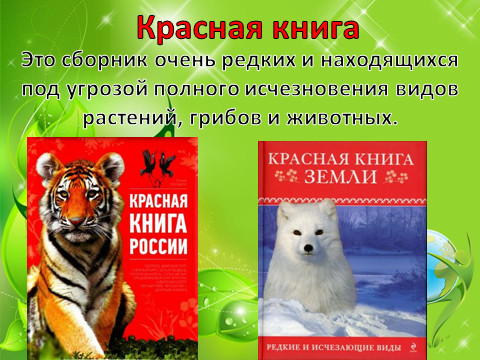 Красная книга
Это сборник очень редких и находящихся
под угрозой полного исчезновения видов
растений, грибов и животных.
КРАСНАЯ
КНИГА
РОССИИ
КРАСНАЯ КНИГА
ЗЕМЛИ
РЕДКИЕ И ИСЧЕЗАЮЩИЕ ВИДЫ